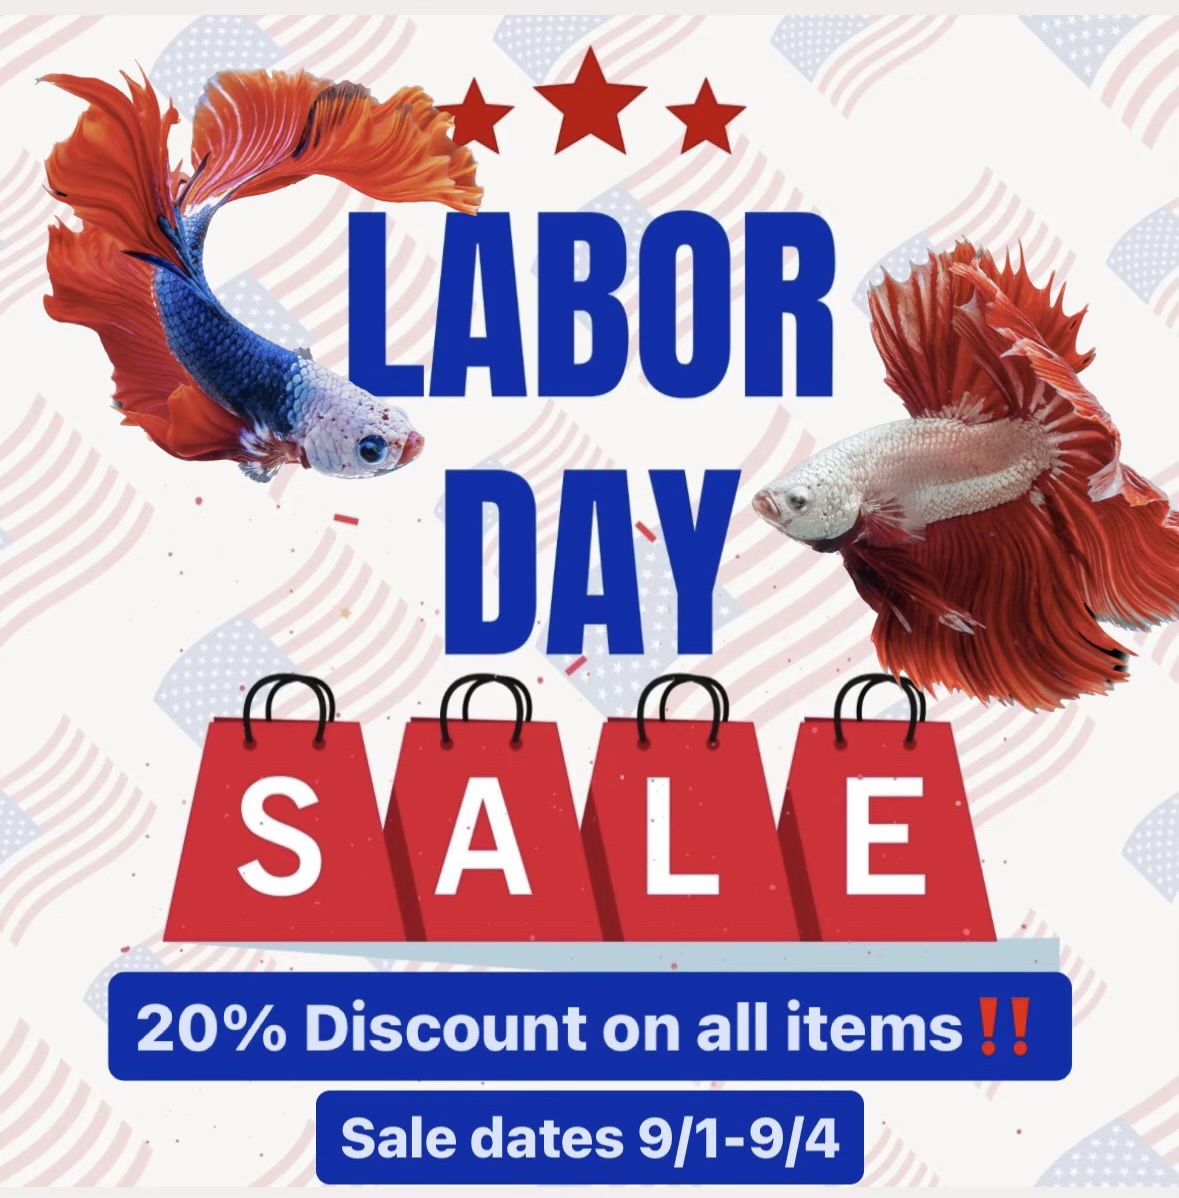 LABOR
DAY
SALE
20% Discount on all items‼️
Sale dates 9/1-9/4